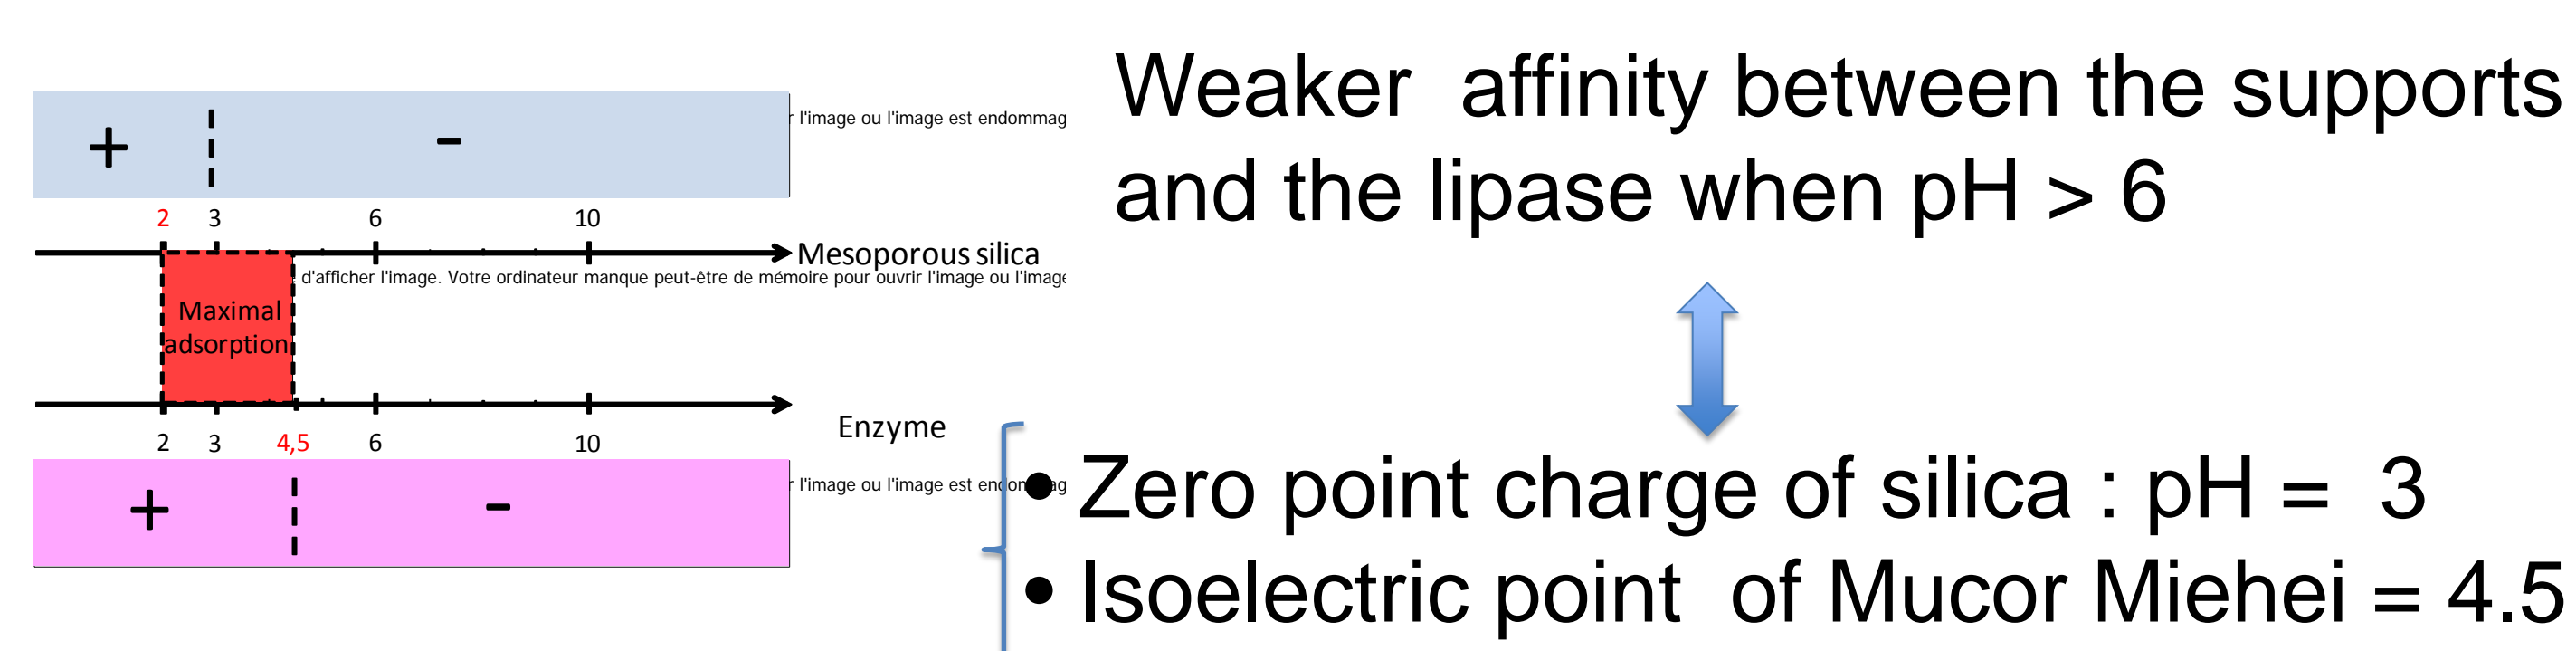 + -
r l'image ou l'image est endommag
2 3 6 10
Mesoporous silica
d'afficher l'image. Votre ordinateur manque peut-être de mémoire pour ouvrir l'image ou l'image
Maximal
adsorption
Enzyme
2 3 4,5 6 10
+ -
r l'image ou l'image est endommag
Weaker affinity between the supports
and the lipase when pH > 6
• Zero point charge of silica : pH = 3
• Isoelectric point of Mucor Miehei = 4.5